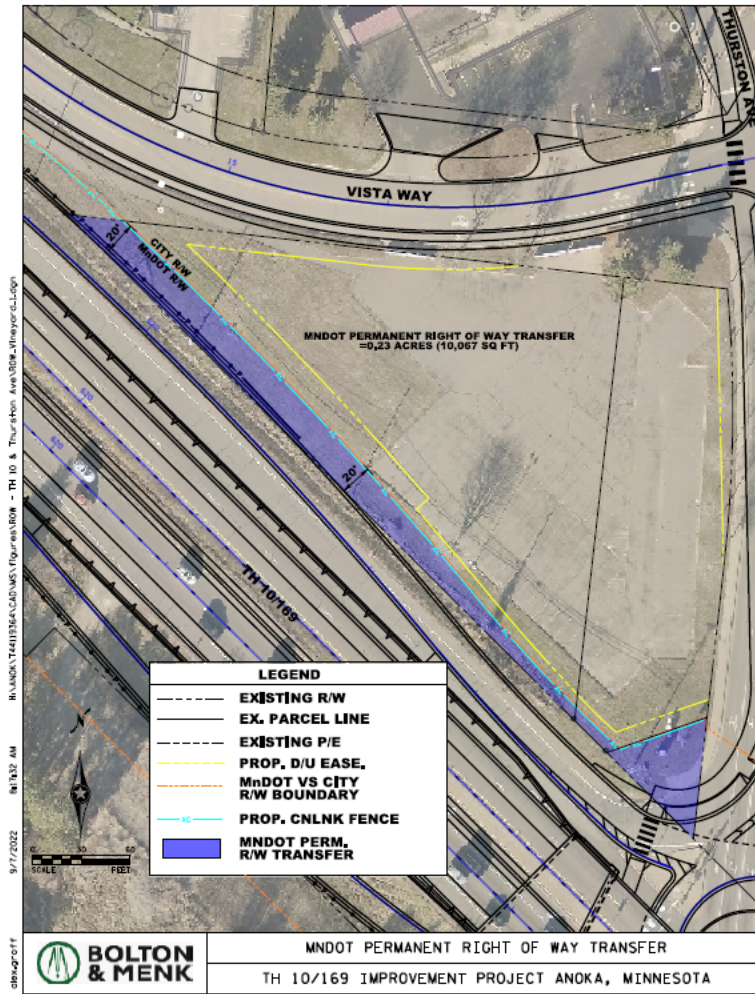 THURSTON
15
VISTA WAY
20'
CITY R/W
MnDOT R/W
MNDOT PERMANENT RIGHT OF WAY TRANSFER
=0.23 ACRES (10,067 SQ FT)
20'
TH 10/169
LEGEND
EXISTING R/W
EX. PARCEL LINE
EXISTING P/E
PROP. D/U EASE.
MnDOT VS CITY
R/W BOUNDARY
PROP. CNLNK FENCE
MNDOT PERM.
R/W TRANSFER
SCALE
FEET
9/7/2022
alex.groff
BOLTON
& MENK
MNDOT PERMANENT RIGHT OF WAY TRANSFER
TH 10/169 IMPROVEMENT PROJECT ANOKA, MINNESOTA